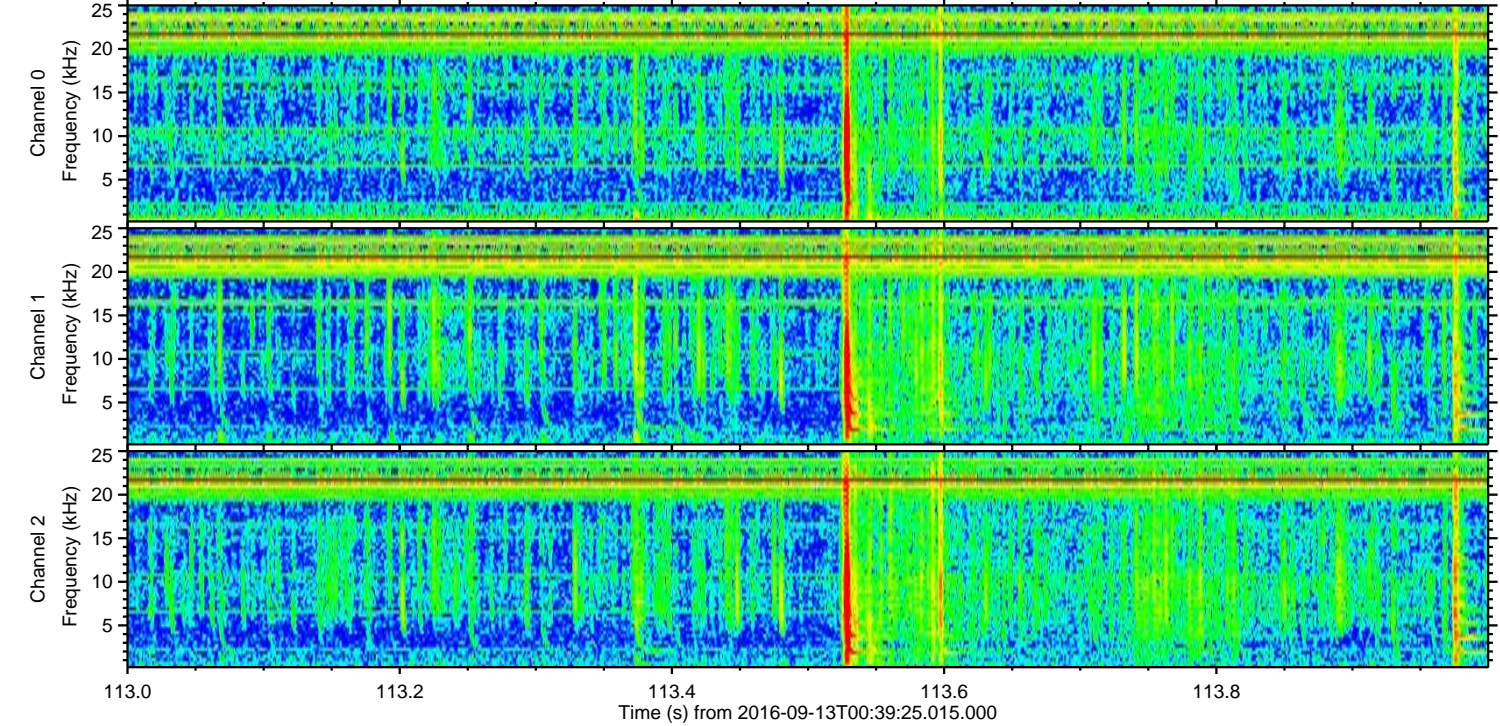 25
20
15
10
5
Channel 0
Frequency (kHz)
25
20
15
10
5
Channel 1
Frequency (kHz)
25
20
15
10
5
Channel 2
Frequency (kHz)
113.0 113.2 113.4 113.6 113.8
Time (s) from 2016-09-13T00:39:25.015.000